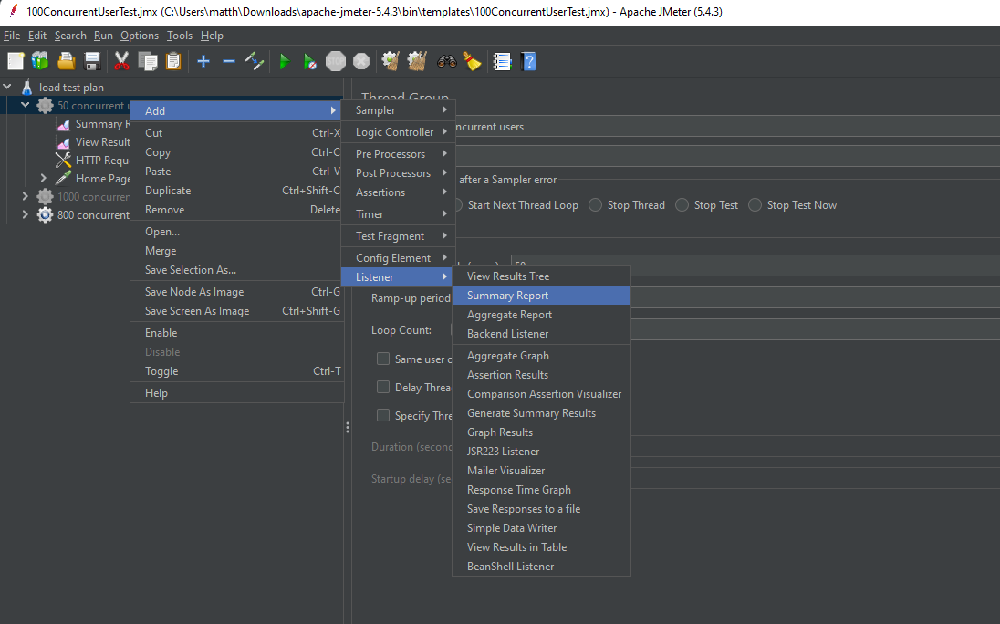 100ConcurrentUserTest.jmx (C:\Users\matth\Downloads\apache-jmeter-5.4.3\bin\templates\100ConcurrentUserTest.jmx) - Apache JMeter (5.4.3)
File Edit Search Run Options Tools Help
STOP
load test plan
50 concurrent
Summary
View Result
HTTP Requ
Home Page
1000 concurren
800 concurrent
Add
Cut Ctrl-X
Copy Ctrl-C
Paste Ctrl-V
Duplicate Ctrl+Shift-C
Remove Delete
Open...
Merge
Save Selection As...
Save Node As Image Ctrl-G
Save Screen As Image Ctrl+Shift-G
Enable
Disable
Toggle Ctrl-T
Help
Sampler
Logic Controller
Pre Processors
Post Processors
Assertions
Timer
Test Fragment
Config Element
Listener
View Results Tree
Summary Report
Aggregate Report
Backend Listener
Aggregate Graph
Assertion Results
Comparison Assertion Visualizer
Generate Summary Results
Graph Results
JSR223 Listener
Mailer Visualizer
Response Time Graph
Save Responses to a file
Simple Data Writer
View Results in Table
BeanShell Listener
Thread Group
ncurrent users
after a Sampler error
Start Next Thread Loop Stop Thread Stop Test Stop Test Now
(users): 50
Ramp-up period
Loop Count:
Same user
Delay Threa
Specify Thre
Duration (second
Startup delay (se